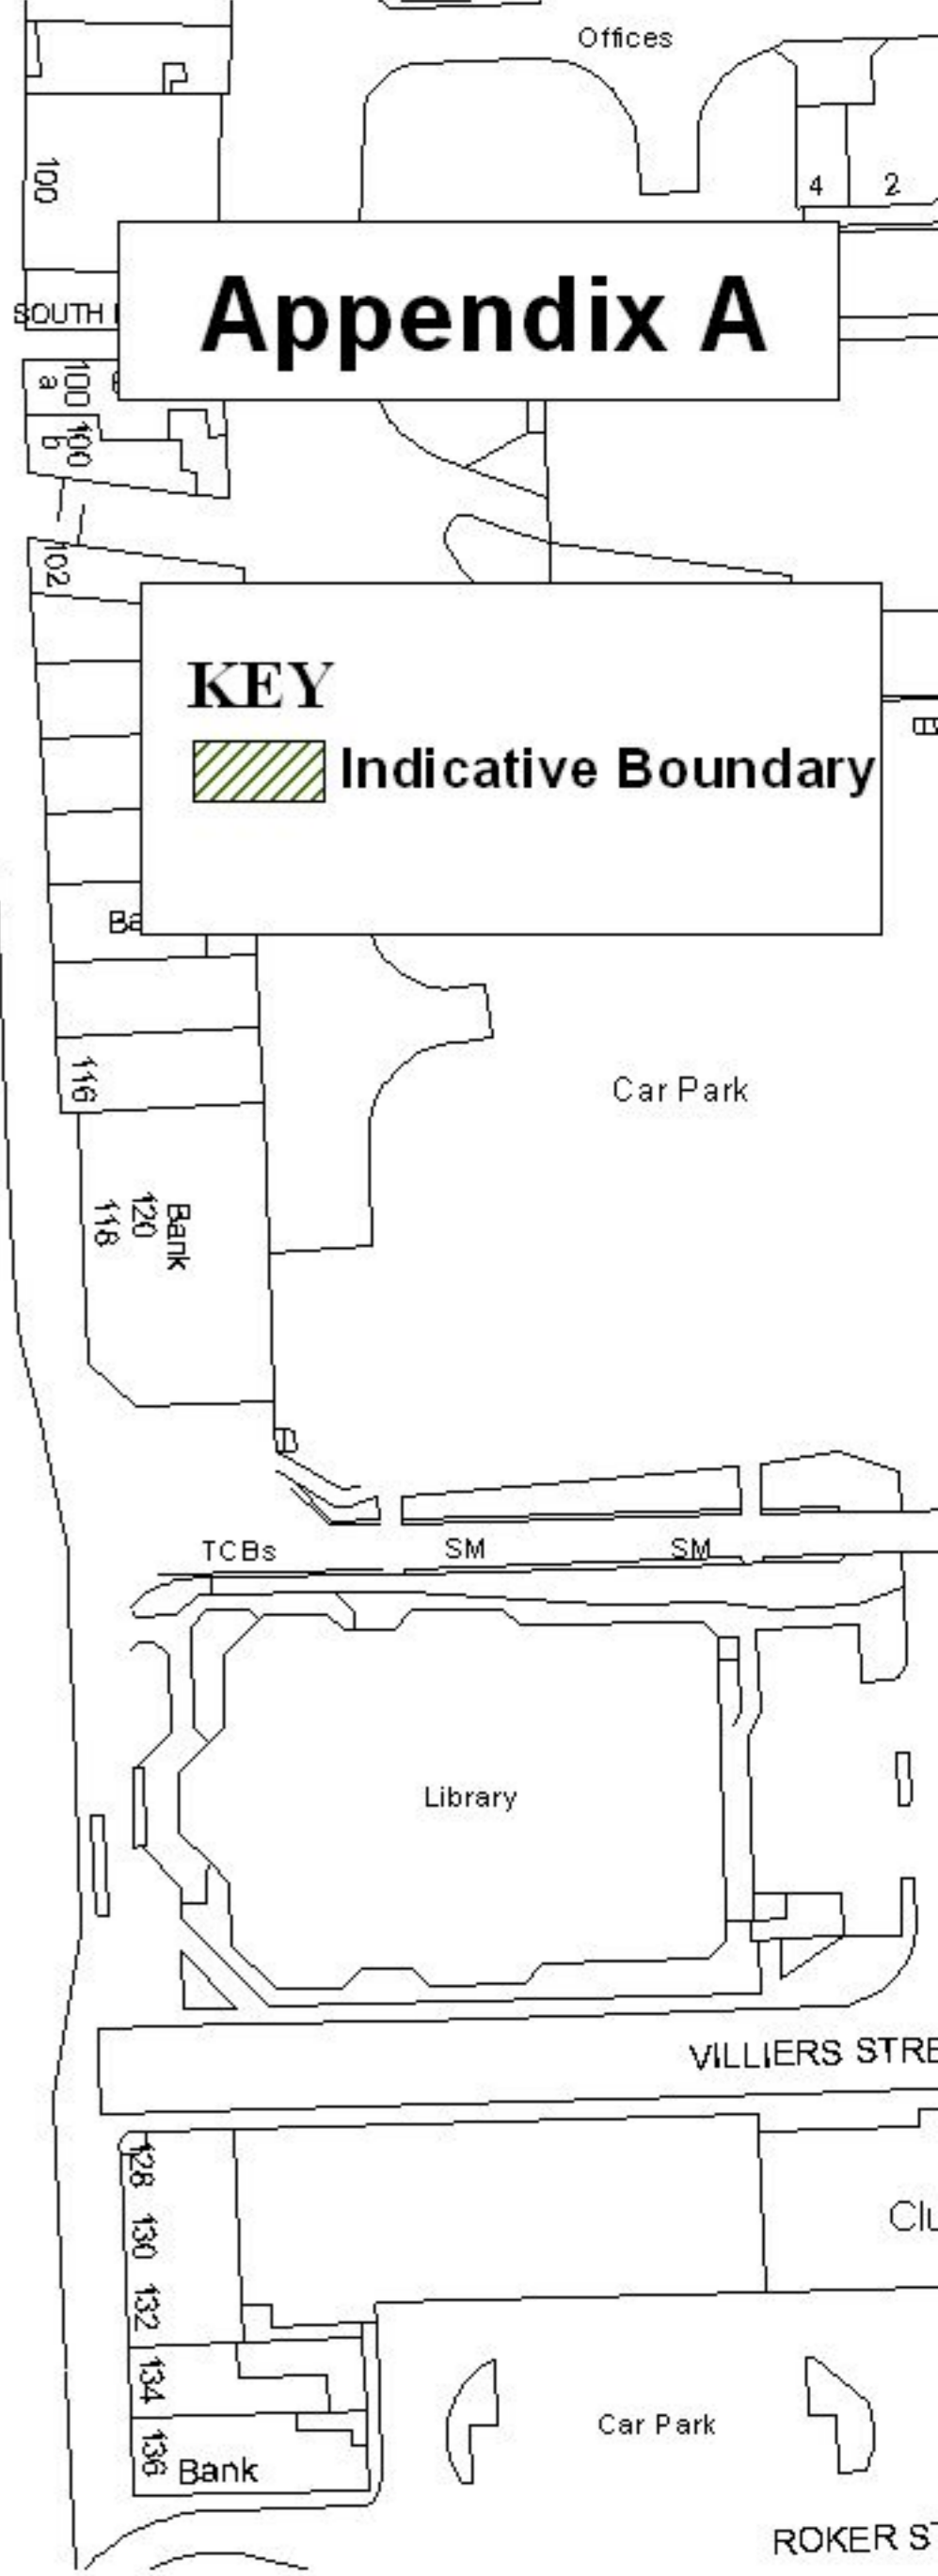 Offices
100
4
2
Appendix A
SOUTH
100
a
100
b
102
KEY
Indicative Boundary
116
Car Park
Bank
120
118
TCBs
SM
SM
Library
VILLIERS STRE
128
130
132
134
136
Clu
Car Park
Bank
ROKER ST